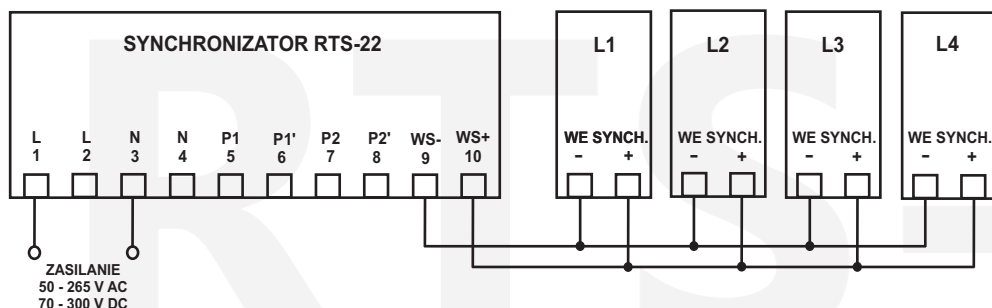 SYNCHRONIZATOR RTS-22
L L N N P1 P1' P2 P2' WS- WS+
1 2 3 4 5 6 7 8 9 10
ZASILANIE
50 - 265 V AC
70 - 300 V DC
L1
WE SYNCH.
- +
L2
WE SYNCH.
- +
L3
WE SYNCH.
- +
L4
WE SYNCH.
- +
RTS-